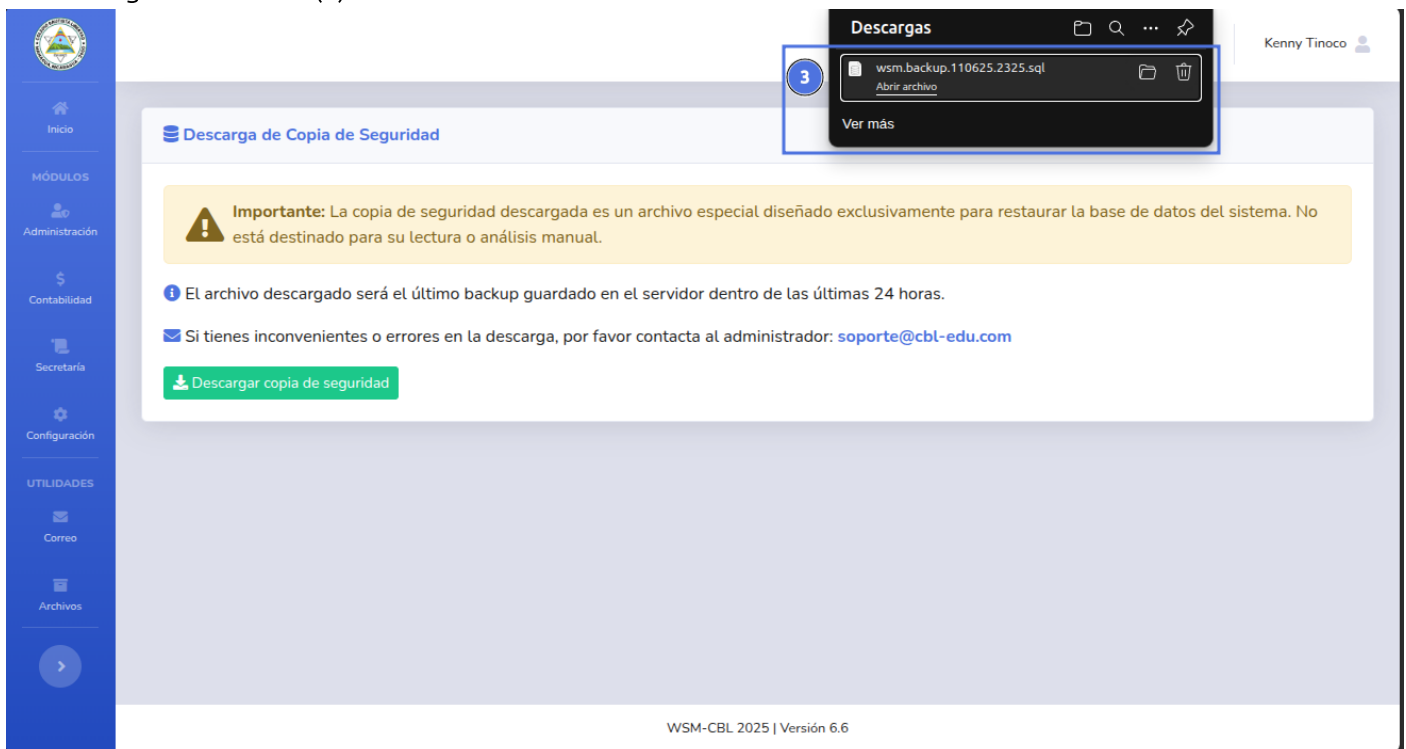 Descargas
wsm.backup.110625.2325.sql
Abrir archivo
Ver más
3
Kenny Tinoco
Inicio
MÓDULOS
Administración
Contabilidad
Secretaría
Configuración
UTILIDADES
Correo
Archivos
Descarga de Copia de Seguridad
Importante: La copia de seguridad descargada es un archivo especial diseñado exclusivamente para restaurar la base de datos del sistema. No
está destinado para su lectura o análisis manual.
El archivo descargado será el último backup guardado en el servidor dentro de las últimas 24 horas.
Si tienes inconvenientes o errores en la descarga, por favor contacta al administrador: soporte@cbl-edu.com
Descargar copia de seguridad
WSM-CBL 2025 | Versión 6.6